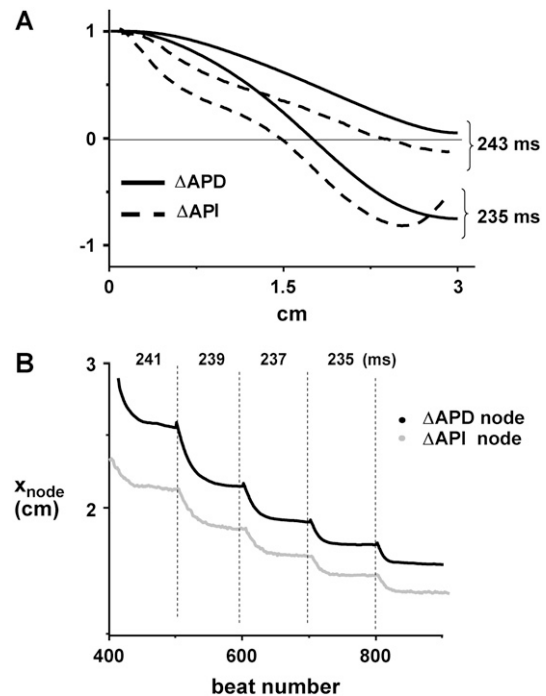 A
1
0
-1
ΔAPD
ΔAPI
243 ms
235 ms
0
1.5
3
cm
B
241
239
237
235 (ms)
3
2
1
x_node
(cm)
ΔAPD node
ΔAPI node
400
600
800
beat number